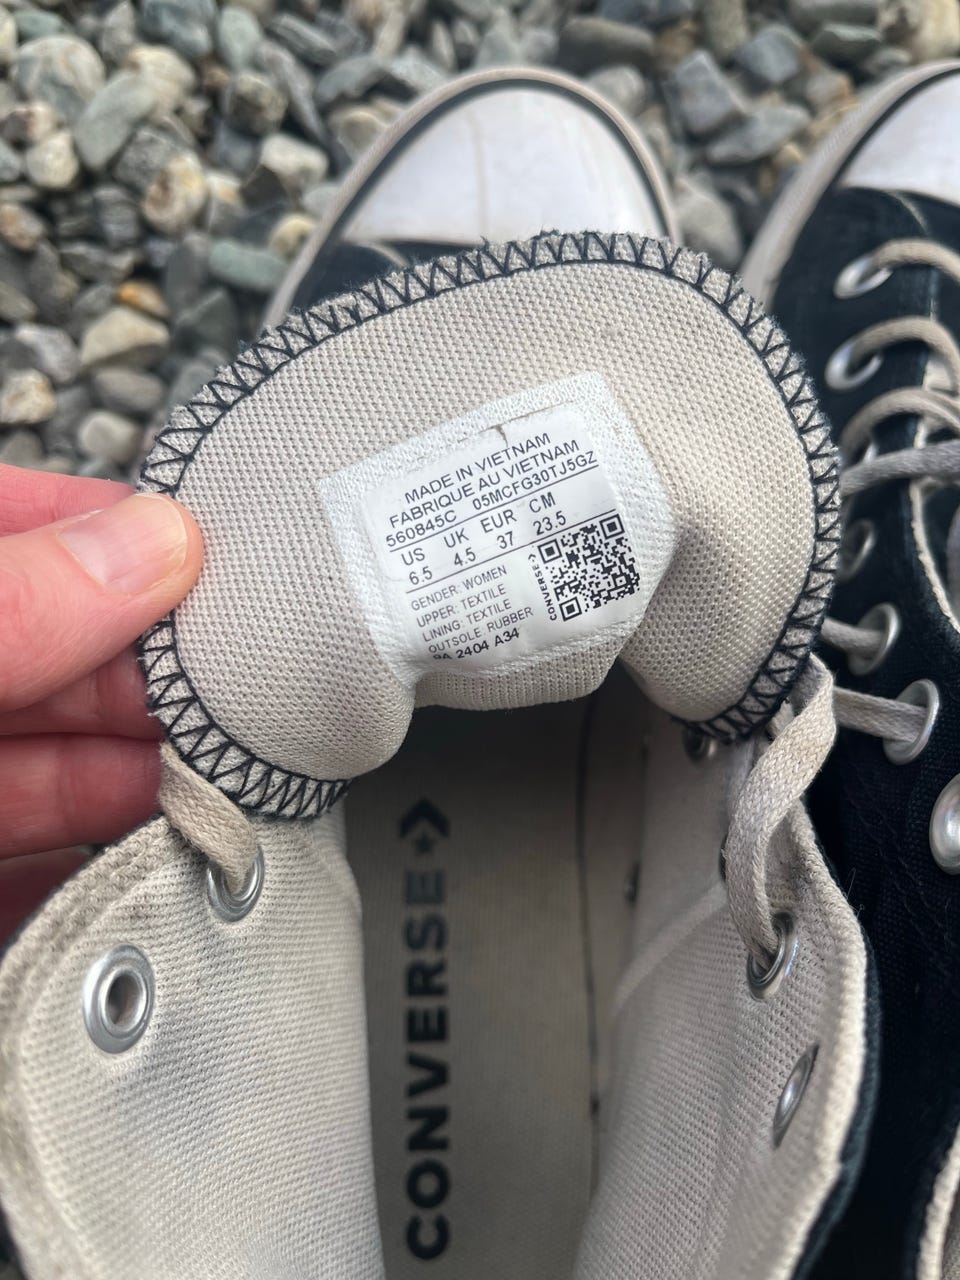 MADE IN VIETNAM
FABRIQUE AU VIETNAM
560845C 05MCFG30TJ5GZ
US UK EUR CM
6.5 4.5 37 23.5
GENDER: WOMEN
UPPER: TEXTILE
LINING: TEXTILE
OUTSOLE: RUBBER
2404 A34
CONVERSE
CONVERSE